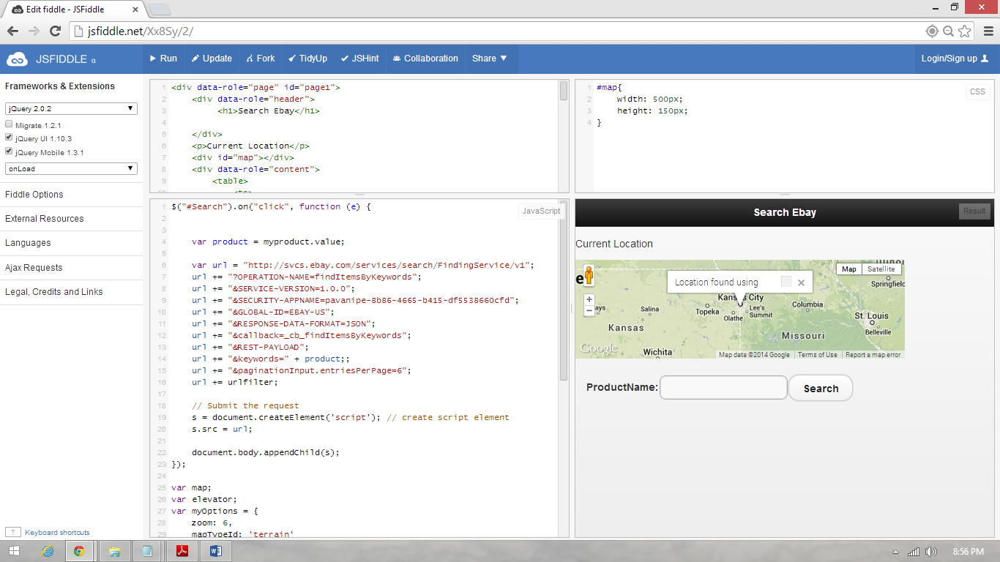 Edit fiddle - JSFiddle
jsfiddle.net/Xx8Sy/2/
JSFIDDLE α
Run
Update
Fork
TidyUp
JSHint
Collaboration
Share
Login/Sign up
Frameworks & Extensions
jQuery 2.0.2
Migrate 1.2.1
jQuery UI 1.10.3
jQuery Mobile 1.3.1
onLoad
Fiddle Options
External Resources
Languages
Ajax Requests
Legal, Credits and Links
? Keyboard shortcuts
1 <div data-role="page" id="page1">
2 <div data-role="header">
3 <h1>Search Ebay</h1>
4
5 </div>
6 <p>Current Location</p>
7 <div id="map"></div>
8 <div data-role="content">
9 <table>
10 <tr>
CSS
1 #map{
2 width: 500px;
3 height: 150px;
4 }
JavaScript
1 $("#Search").on("click", function (e) {
2
3
4 var product = myproduct.value;
5
6 var url = "http://svcs.ebay.com/services/search/FindingService/v1";
7 url += "?OPERATION-NAME=findItemsByKeywords";
8 url += "&SERVICE-VERSION=1.0.0";
9 url += "&SECURITY-APPNAME=pavanipe-8b86-4665-b415-df5538660cfd";
10 url += "&GLOBAL-ID=EBAY-US";
11 url += "&RESPONSE-DATA-FORMAT=JSON";
12 url += "&callback=_cb_findItemsByKeywords";
13 url += "&REST-PAYLOAD";
14 url += "&keywords=" + product;;
15 url += "&paginationInput.entriesPerPage=6";
16 url += urlfilter;
17
18 // Submit the request
19 s = document.createElement('script'); // create script element
20 s.src = url;
21
22 document.body.appendChild(s);
23 });
24
25 var map;
26 var elevator;
27 var myOptions = {
28 zoom: 6,
29 mapTypeId: 'terrain'
Search Ebay
Result
Current Location
Map
Satellite
Location found using
Springfield
Kansas City
Columbia
Salina
Topeka
Lee's
Summit
Olathe
St. Louis
Kansas
Belleville
Missouri
Google
Wichita
Map data ©2014 Google
Terms of Use
Report a map error
ProductName:
Search
8:56 PM